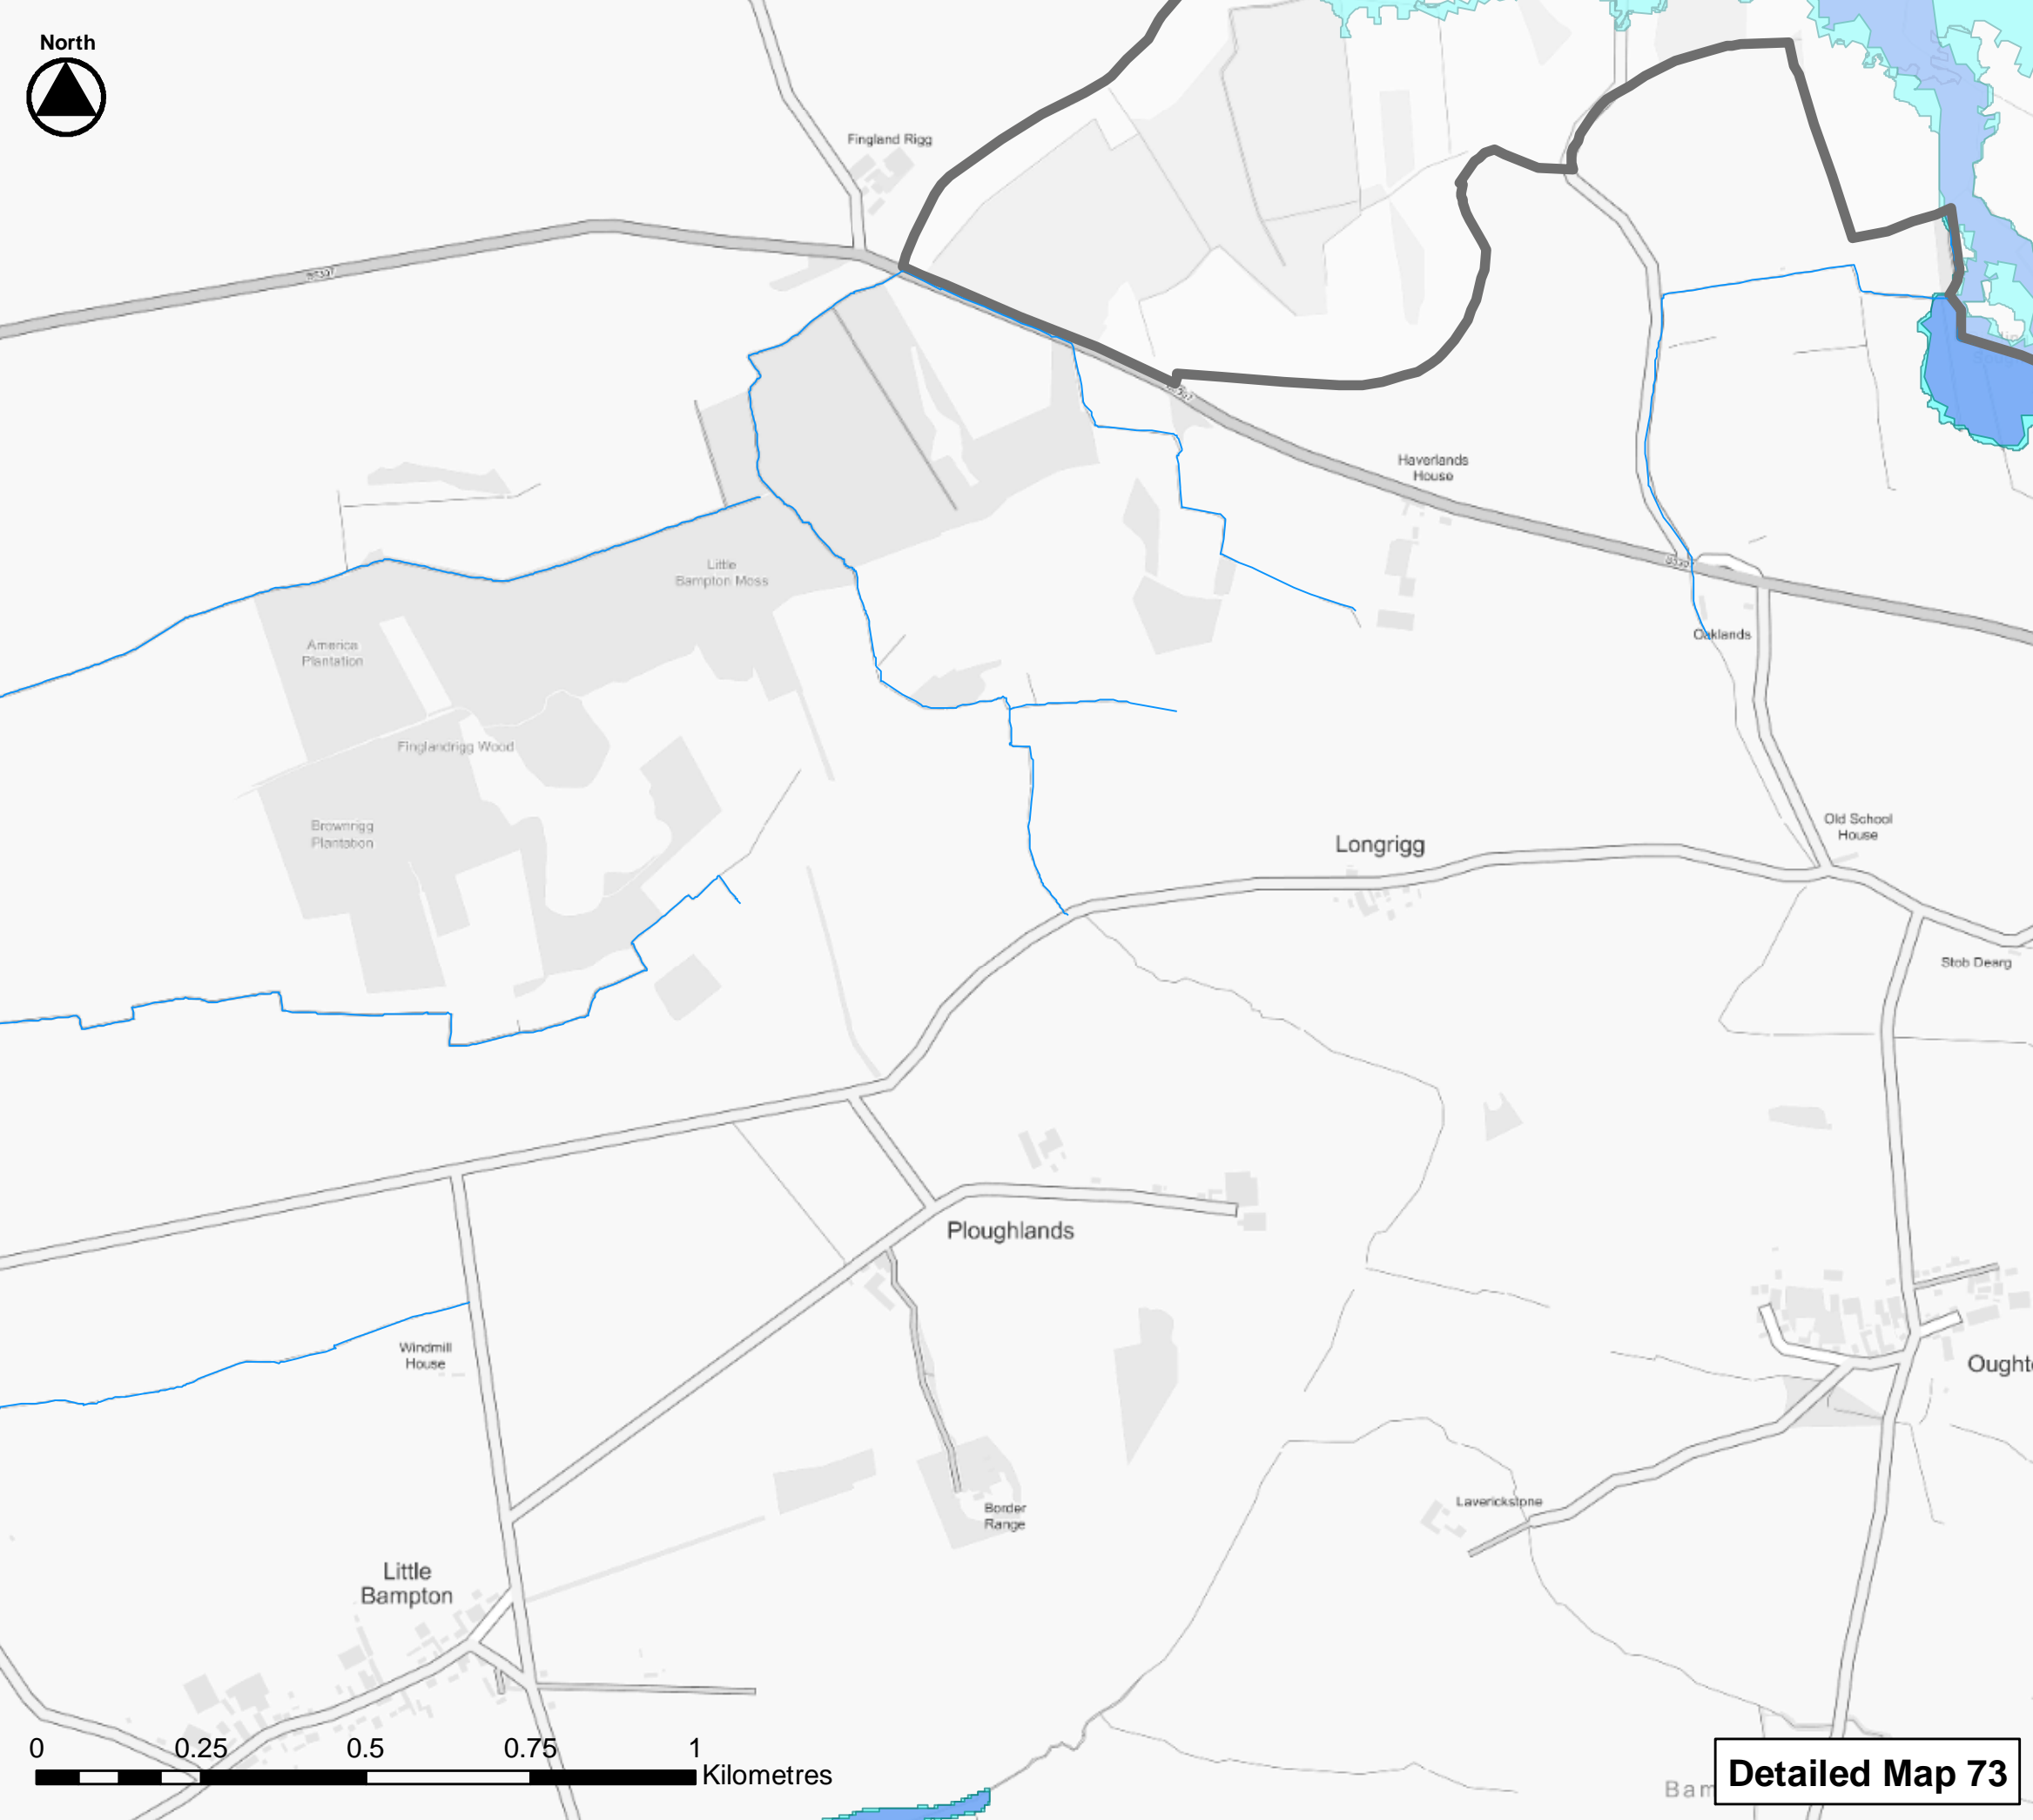 North
Fingland Rigg
Haverlands
House
Little
Bampton Moss
America
Plantation
Oaklands
Finglandrigg Wood
Brownrigg
Plantation
Old School
House
Longrigg
Stob Dearg
Ploughlands
Windmill
House
Ought
Laverickstone
Border
Range
Little
Bampton
0 0.25 0.5 0.75 1
Kilometres
Bam
Detailed Map 73